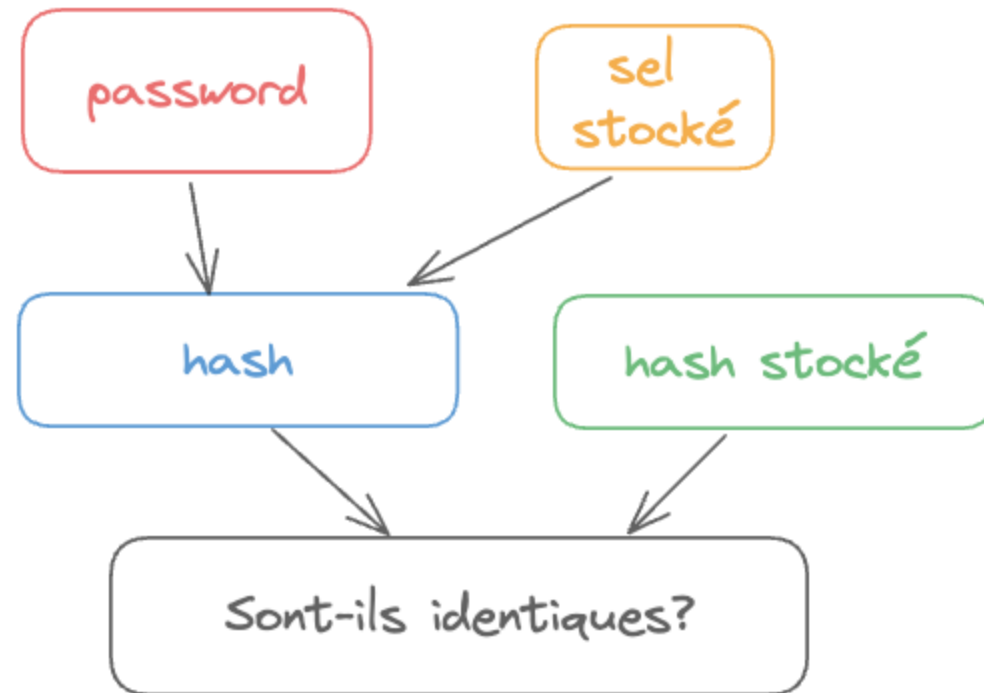 password
sel
stocké
hash
hash stocké
Sont-ils identiques?